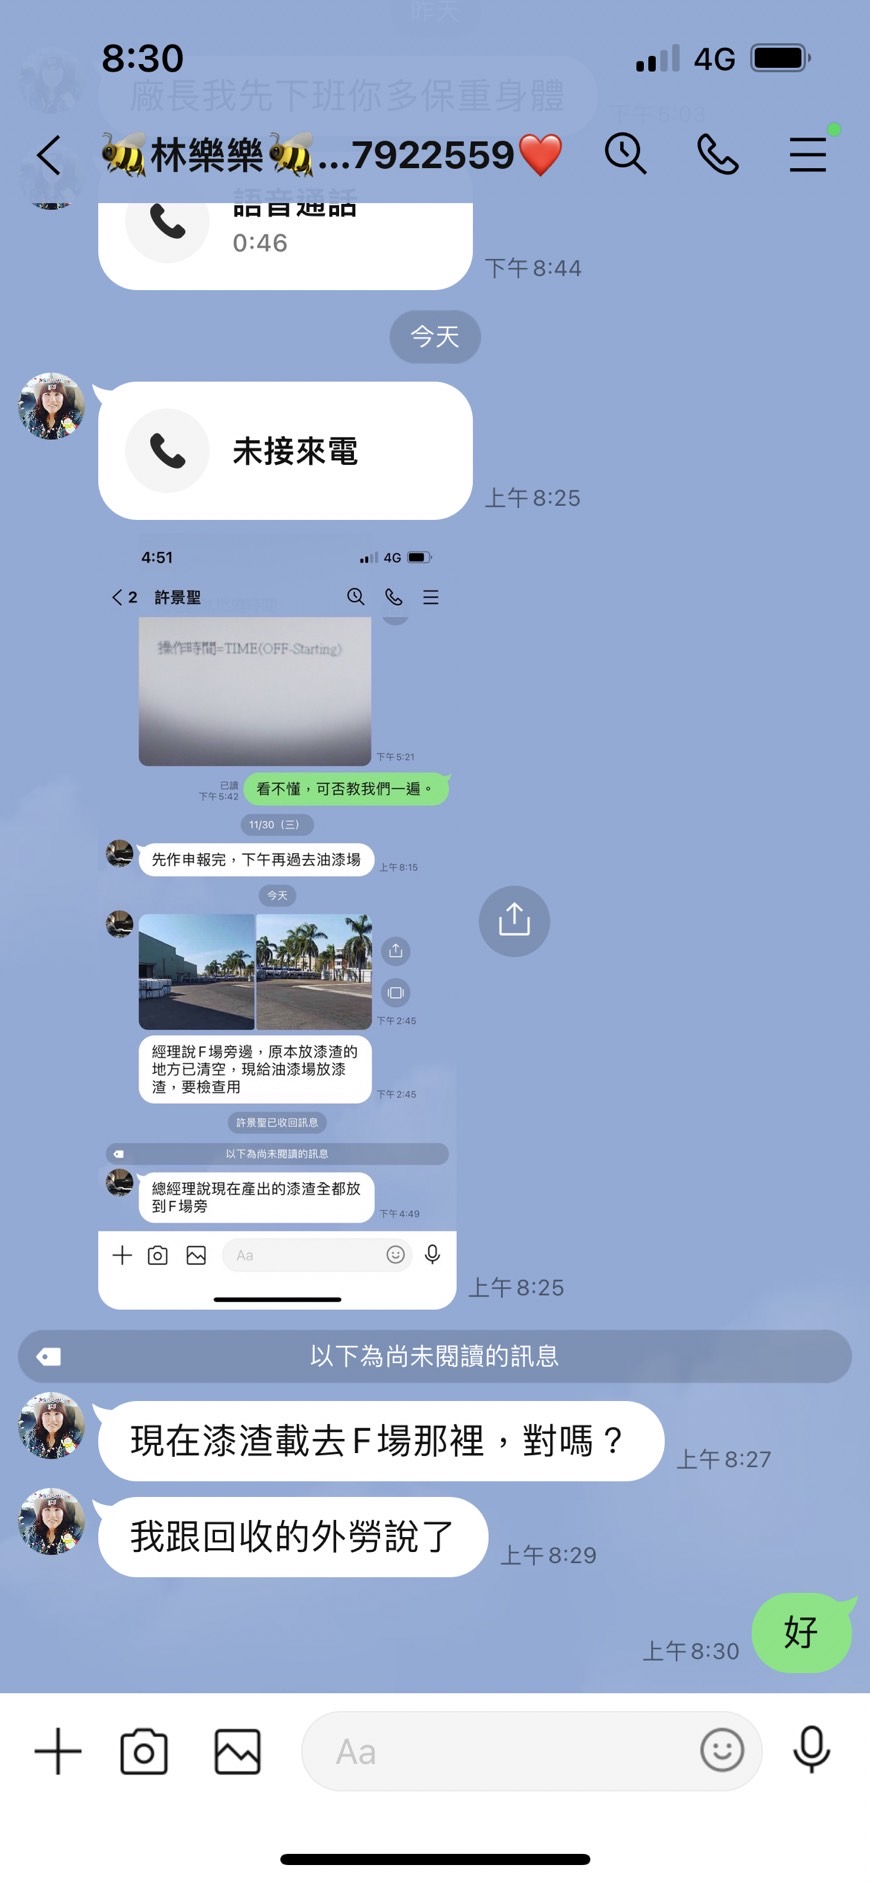 昨天
8:30
4G
廠長我先下班你多保重身體
下午5:03
🐝林樂樂🐝...7922559❤️
語音通話
0:46
下午8:44
今天
未接來電
上午8:25
4:51
4G
2 許景聖
操作時間=TIME(OFF-Starting)
下午5:21
已讀
下午5:42
看不懂，可否教我們一遍。
11/30（三）
先作申報完，下午再過去油漆場
上午8:15
今天
下午2:45
經理說F場旁邊，原本放漆渣的
地方已清空，現給油漆場放漆
渣，要檢查用
下午2:45
許景聖已收回訊息
以下為尚未閱讀的訊息
總經理說現在產出的漆渣全都放
到F場旁
下午4:49
Aa
上午8:25
以下為尚未閱讀的訊息
現在漆渣載去F場那裡，對嗎？
上午8:27
我跟回收的外勞說了
上午8:29
好
上午8:30
Aa